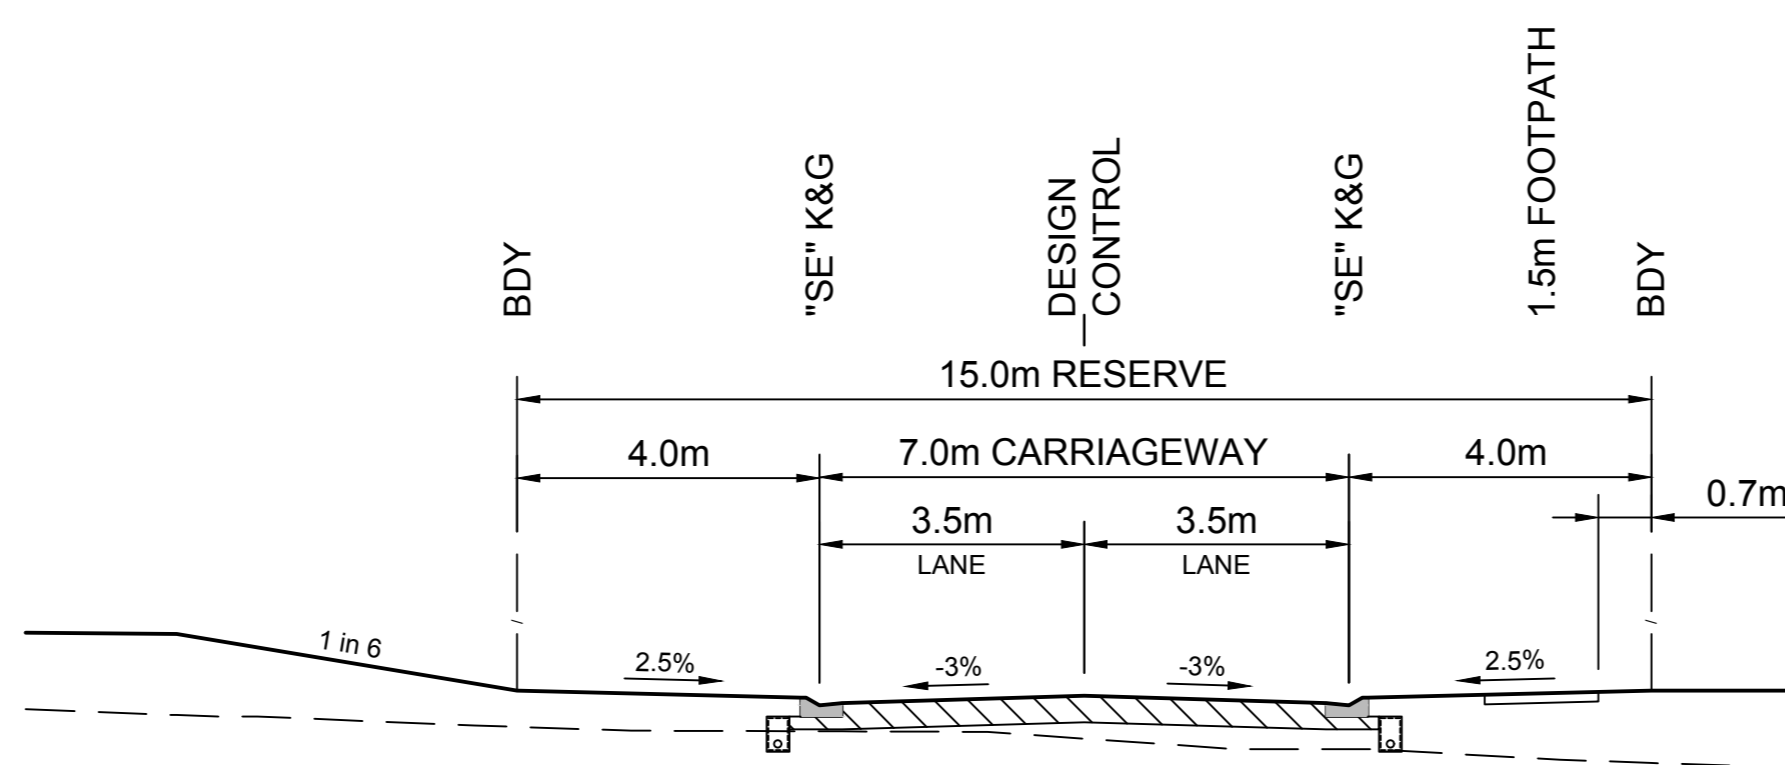 BDY
"SE" K&G
DESIGN
CONTROL
"SE" K&G
1.5m FOOTPATH
BDY
15.0m RESERVE
4.0m
7.0m CARRIAGEWAY
4.0m
0.7m
3.5m
LANE
3.5m
LANE
1 in 6
2.5%
-3%
-3%
2.5%